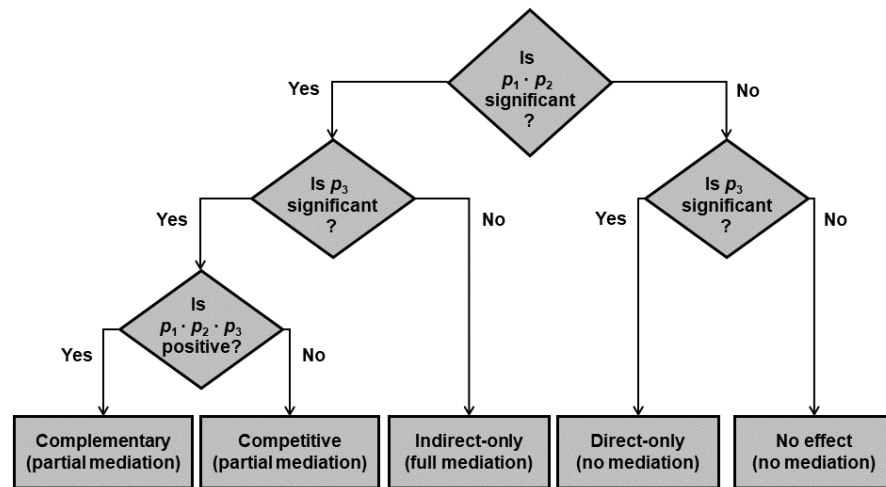 Is
p₁ · p₂
significant
?
Yes
No
Is p₃
significant
?
Is p₃
significant
?
Yes
No
Yes
No
Is
p₁ · p₂ · p₃
positive?
Yes
No
Complementary
(partial mediation)
Competitive
(partial mediation)
Indirect-only
(full mediation)
Direct-only
(no mediation)
No effect
(no mediation)